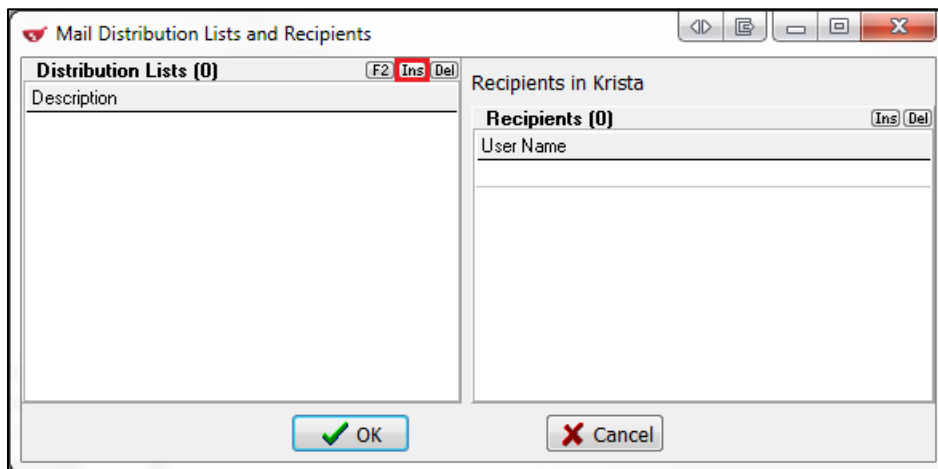 Mail Distribution Lists and Recipients
Distribution Lists (0) F2 Ins Del
Description
Recipients in Krista
Recipients (0) Ins Del
User Name
OK Cancel